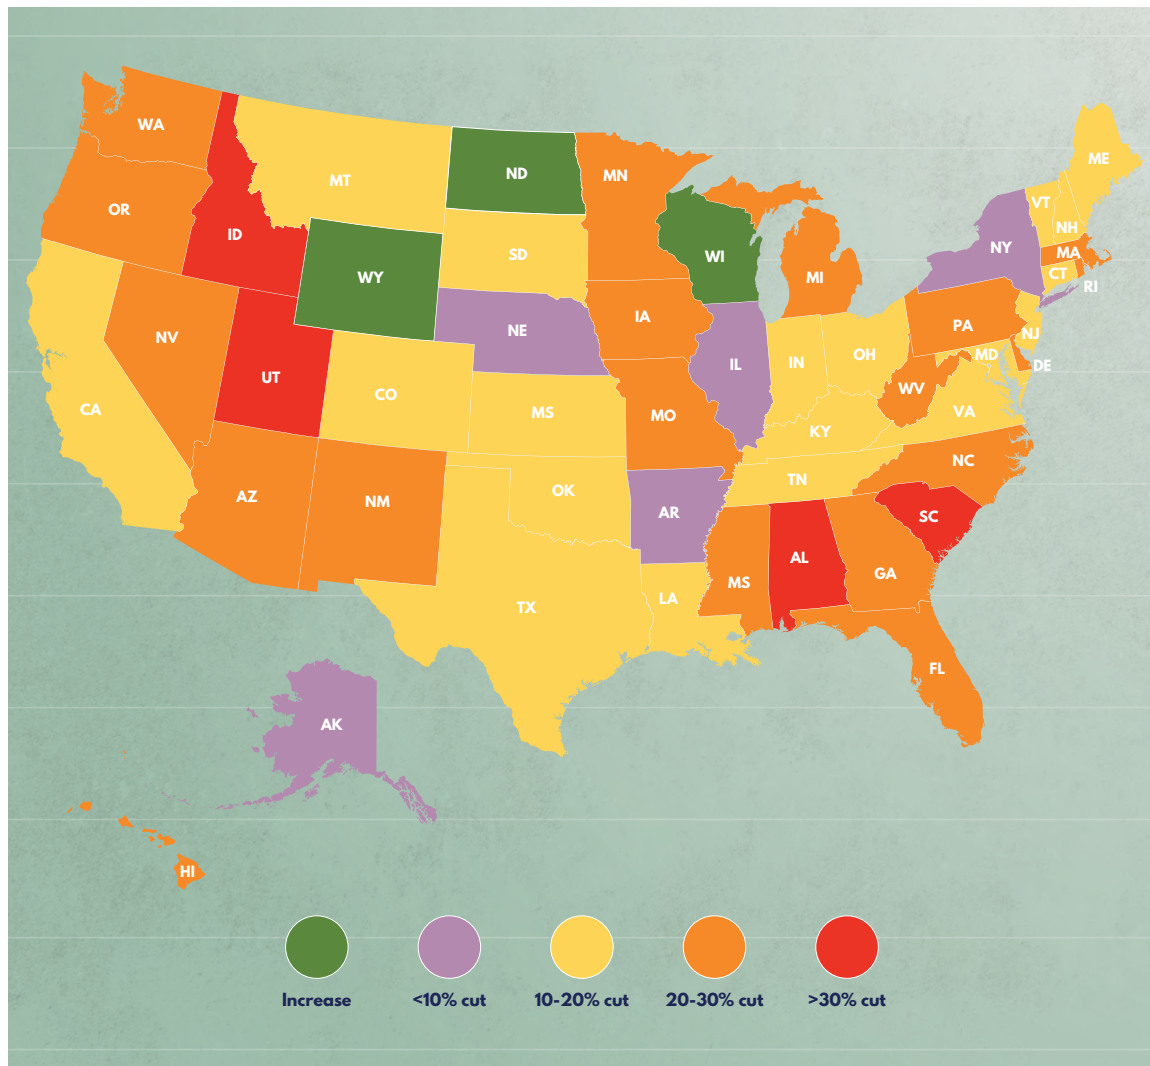 WA
MT
ND
MN
OR
ID
WY
SD
WI
MI
NY
VT
NH
ME
MA
CT
RI
NV
UT
NE
IA
PA
NJ
CA
CO
MS
MO
IL
IN
OH
MD
DE
WV
VA
KY
AZ
NM
OK
AR
TN
NC
SC
TX
LA
MS
AL
GA
FL
AK
HI
Increase
<10% cut
10-20% cut
20-30% cut
>30% cut